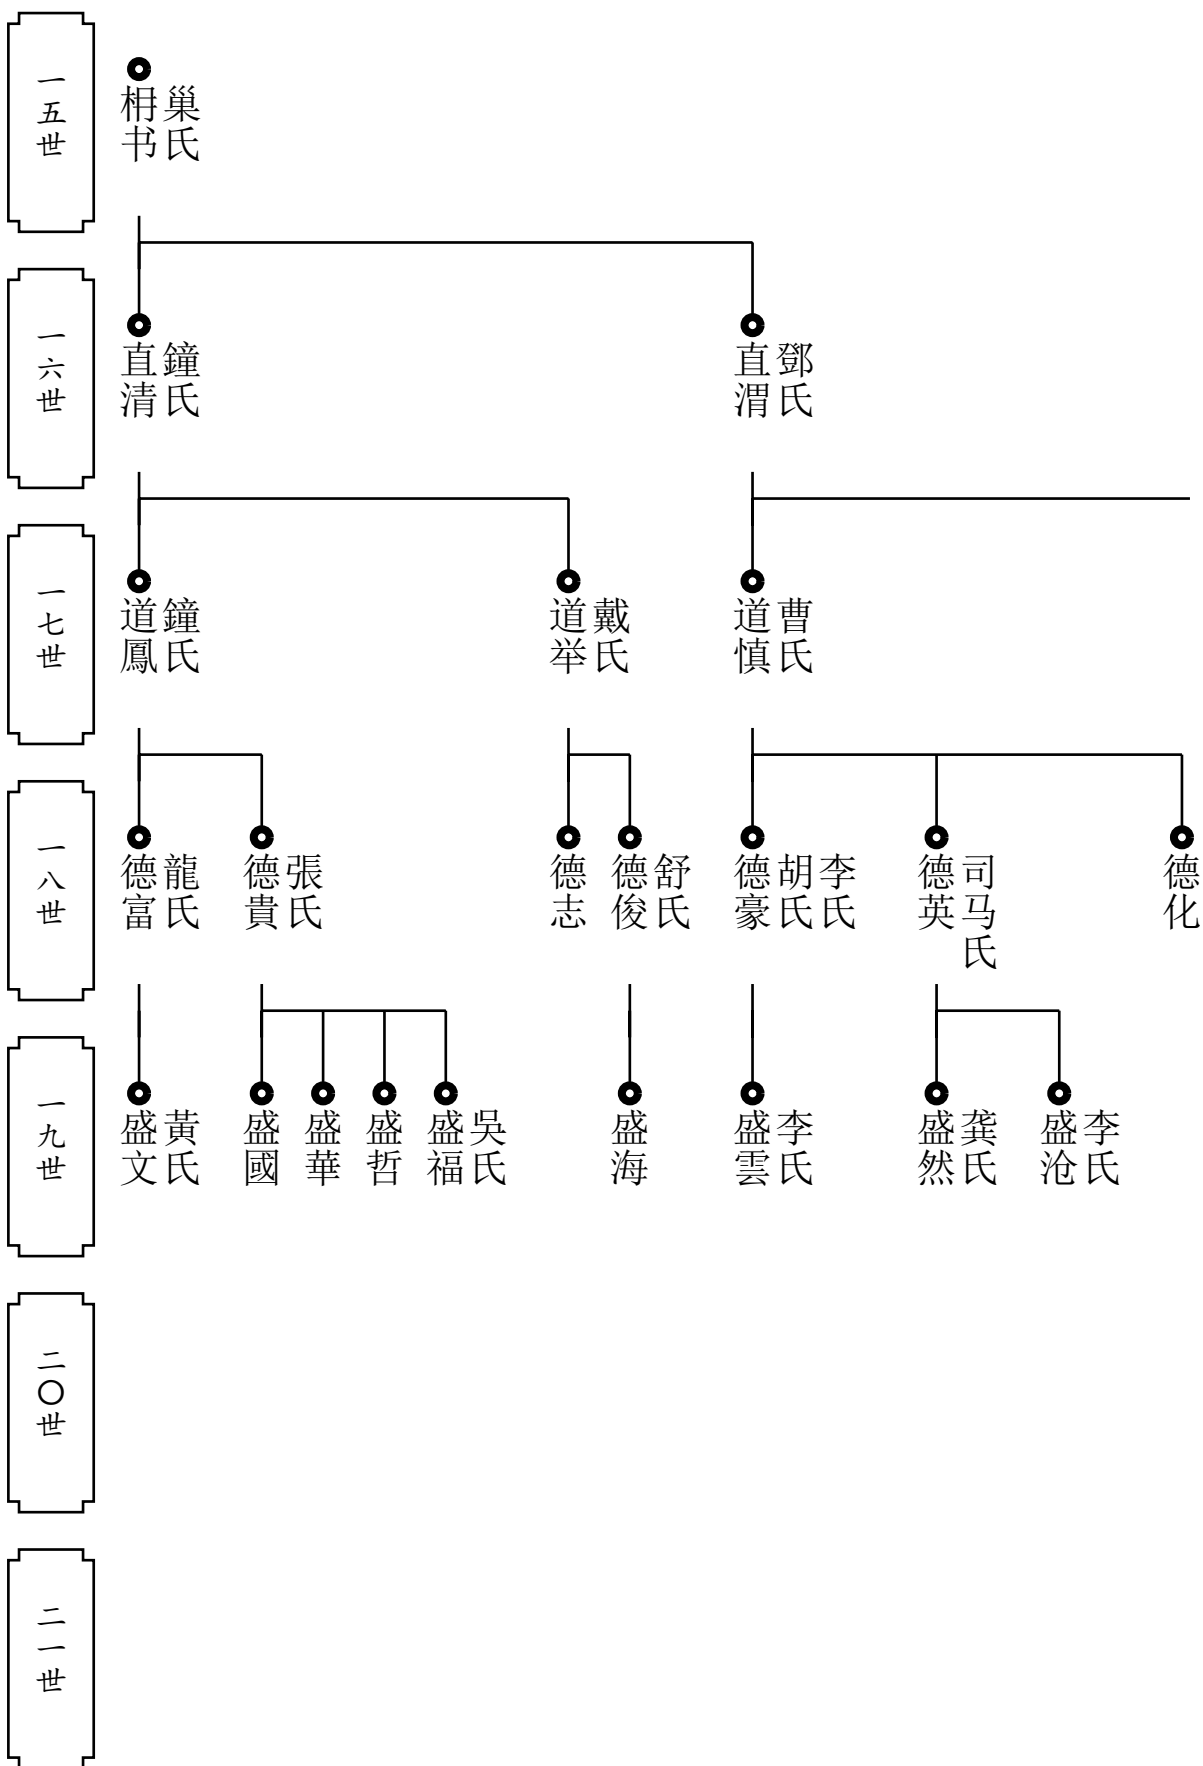 一五世
枏书
巢氏
一六世
直清
鐘氏
直渭
鄧氏
一七世
道鳳
鐘氏
道举
戴氏
道慎
曹氏
一八世
德富
龍氏
德貴
張氏
德志
德俊
舒氏
德豪
胡氏
李氏
德英
司马氏
德化
一九世
盛文
黃氏
盛國
盛華
盛哲
盛福
吳氏
盛海
盛雲
李氏
盛然
龚氏
盛沧
李氏
二〇世
二一世